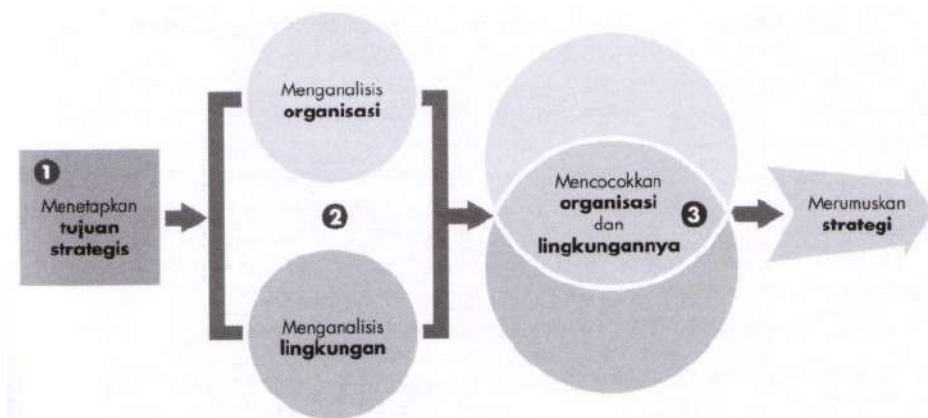 1
Menetapkan
tujuan
strategis
Menganalisis
organisasi
2
Menganalisis
lingkungan
Mencocokkan
organisasi
dan
lingkungannya
3
Merumuskan
strategi